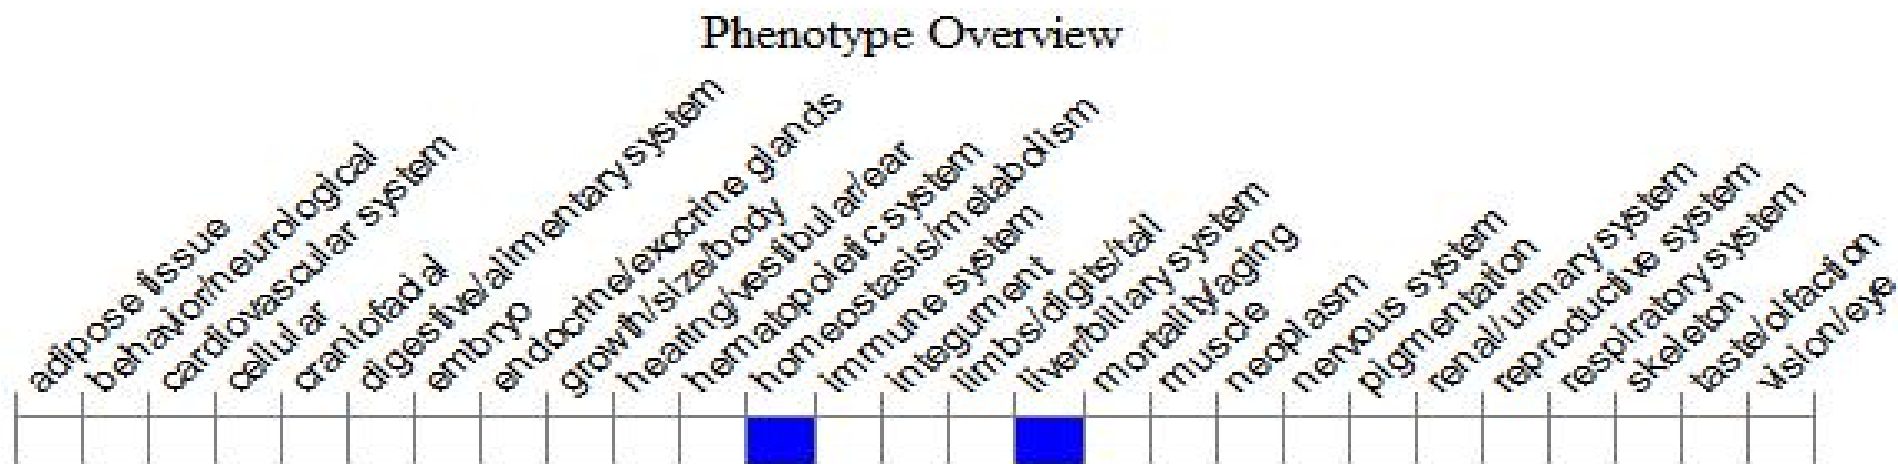 Phenotype Overview
adipose tissue
behavior/neurological
cardiovascular system
cellular
craniofacial
digestive/alimentary system
embryo
endocrine/exocrine glands
growth/size/body
hearing/vestibular/ear
hematopoietic system
homeostasis/metabolism
immune system
integument
limbs/digits/tail
liver/biliary system
mortality/aging
muscle
neoplasm
nervous system
pigmentation
renal/urinary system
reproductive system
respiratory system
skeleton
taste/olfaction
vision/eye